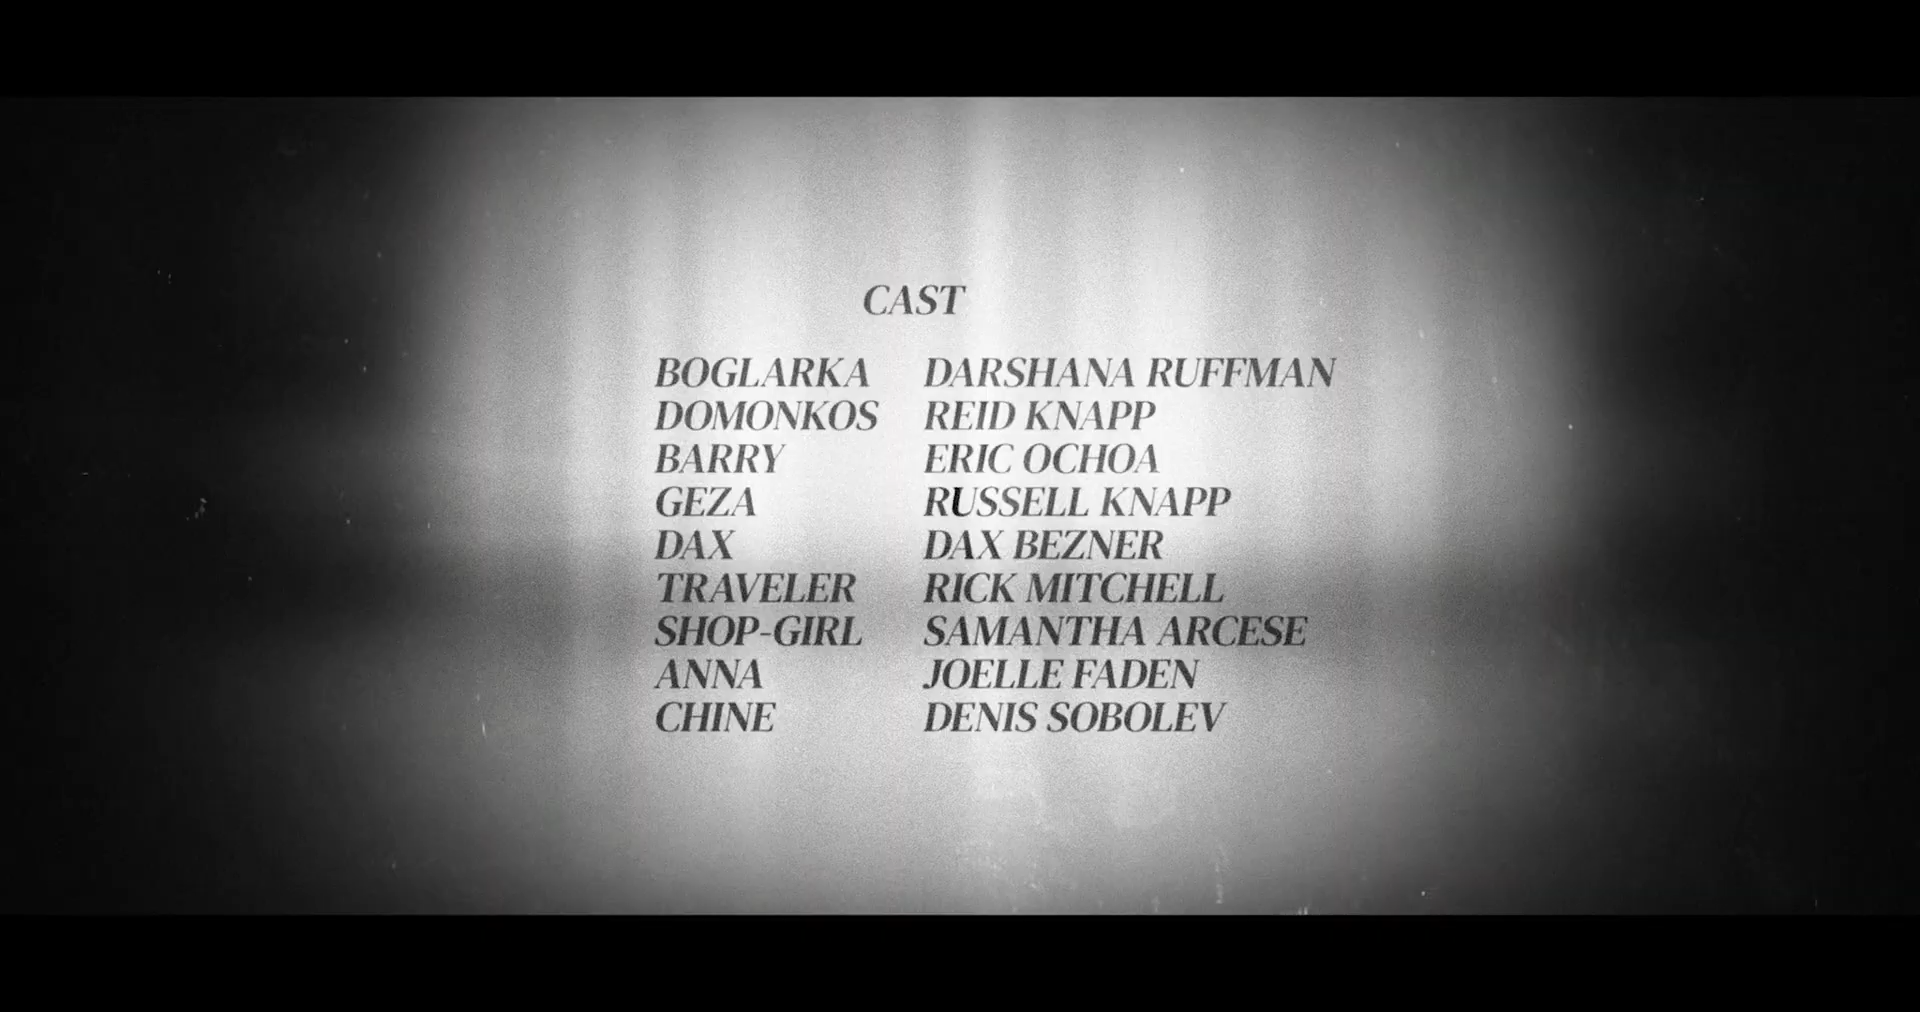 CAST
BOGLARKA DARSHANA RUFFMAN
DOMONKOS REID KNAPP
BARRY ERIC OCHOA
GEZA RUSSELL KNAPP
DAX DAX BEZNER
TRAVELER RICK MITCHELL
SHOP-GIRL SAMANTHA ARCESE
ANNA JOELLE FADEN
CHINE DENIS SOBOLEV